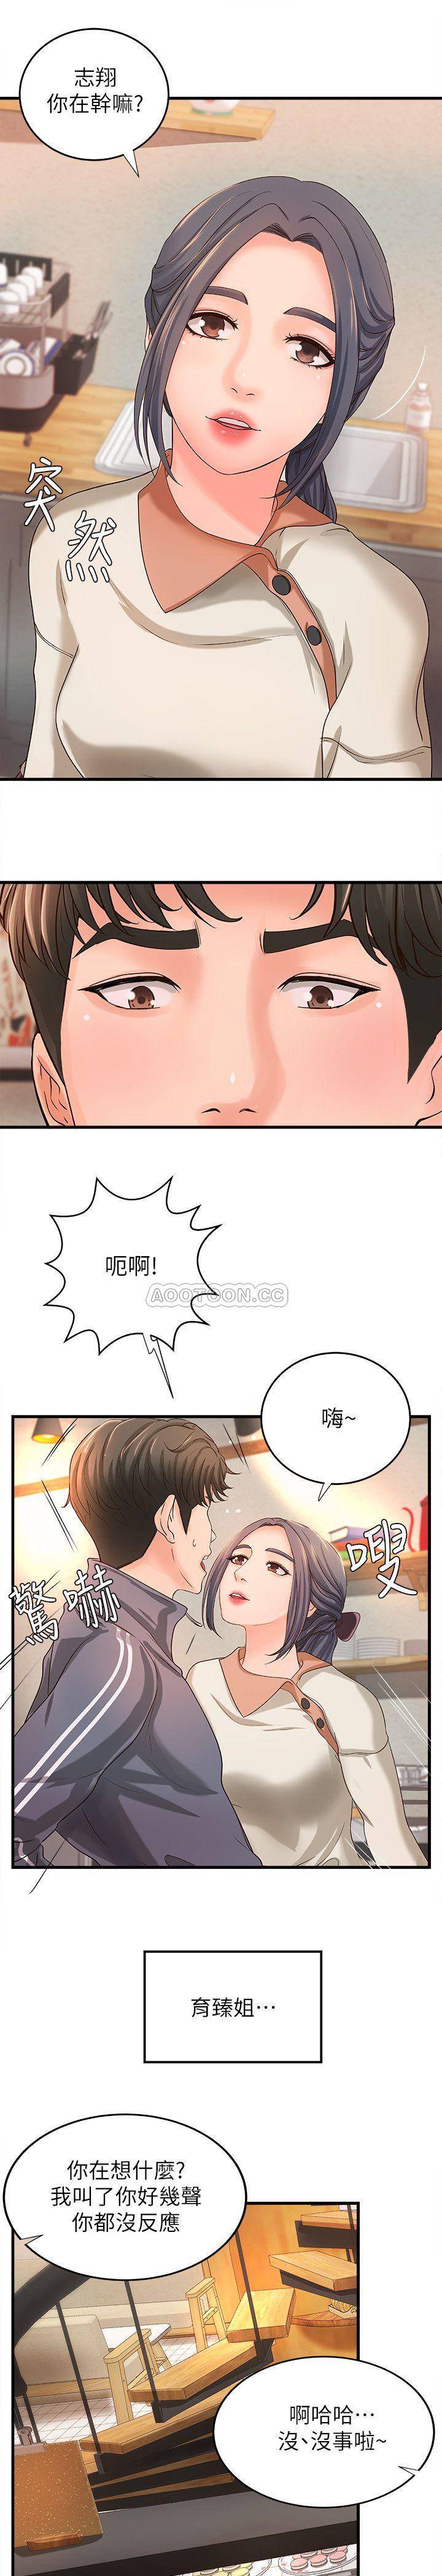 志翔
你在幹嘛?
突然
呃啊!
AOOTOON.CC
嗨~
嗖
驚嚇
育臻姐…
你在想什麼?
我叫了你好幾聲
你都沒反應
啊哈哈…
沒、沒事啦~